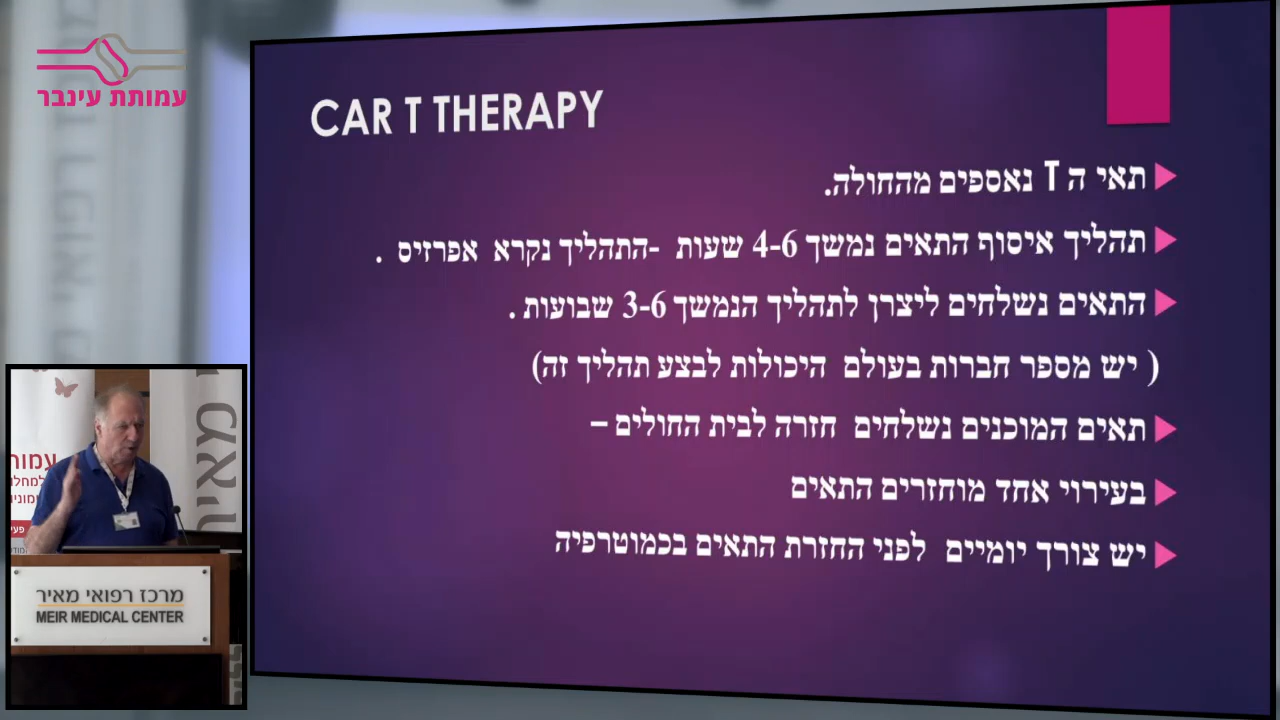 עמותת עינבר
CAR T THERAPY
תאי ה T נאספים מהחולה.
תהליך איסוף התאים נמשך 4-6 שעות -התהליך נקרא אפרזיס .
התאים נשלחים ליצרן לתהליך הנמשך 3-6 שבועות .
( יש מספר חברות בעולם היכולות לבצע תהליך זה)
תאים המוכנים נשלחים חזרה לבית החולים –
בעירוי אחד מוחזרים התאים
יש צורך יומיים לפני החזרת התאים בכמוטרפיה
מרכז רפואי מאיר
MEIR MEDICAL CENTER
מאיר